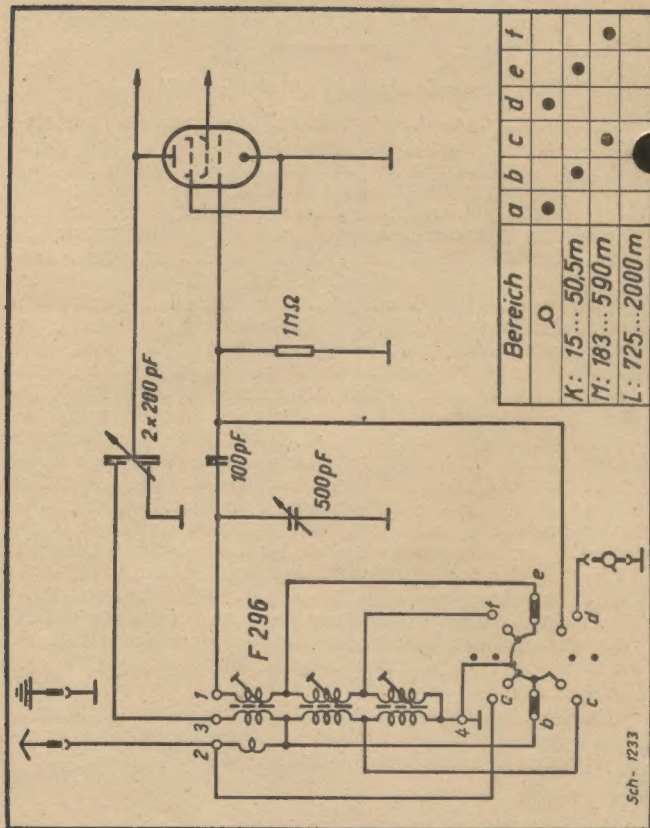 2
3
1
F 296
2 x 200 pF
100pF
500pF
1MΩ
4
a
f
b
e
c
d
Bereich a b c d e f
K: 15...50,5m
M: 183...590m
L: 725...2000m
Sch- 1233